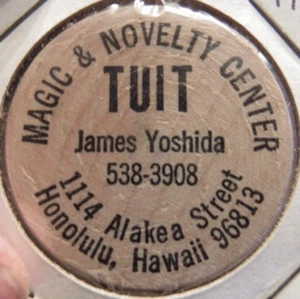 MAGIC & NOVELTY CENTER
TUIT
James Yoshida
538-3908
1114 Alakea Street
Honolulu, Hawaii 96813